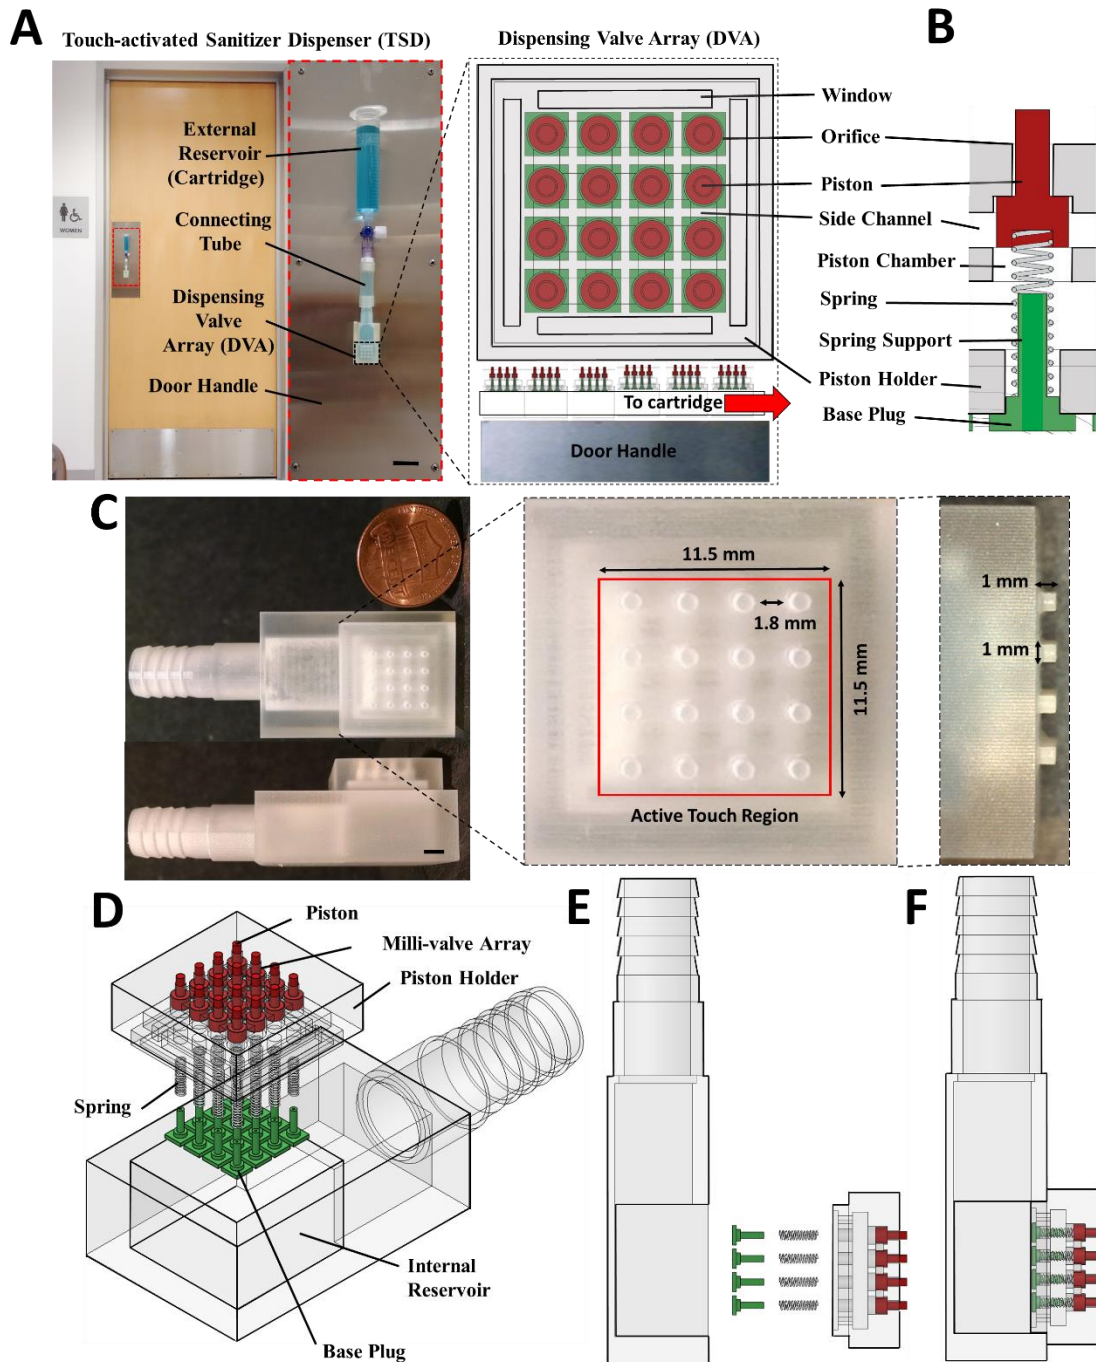 A
Touch-activated Sanitizer Dispenser (TSD)
External
Reservoir
(Cartridge)
Connecting
Tube
Dispensing
Valve
Array (DVA)
Door Handle
WOMEN
Dispensing Valve Array (DVA)
To cartridge
Door Handle
B
Window
Orifice
Piston
Side Channel
Piston Chamber
Spring
Spring Support
Piston Holder
Base Plug
C
11.5 mm
1.8 mm
11.5 mm
Active Touch Region
1 mm
1 mm
D
Piston
Milli-valve Array
Piston Holder
Spring
Internal
Reservoir
Base Plug
E
F